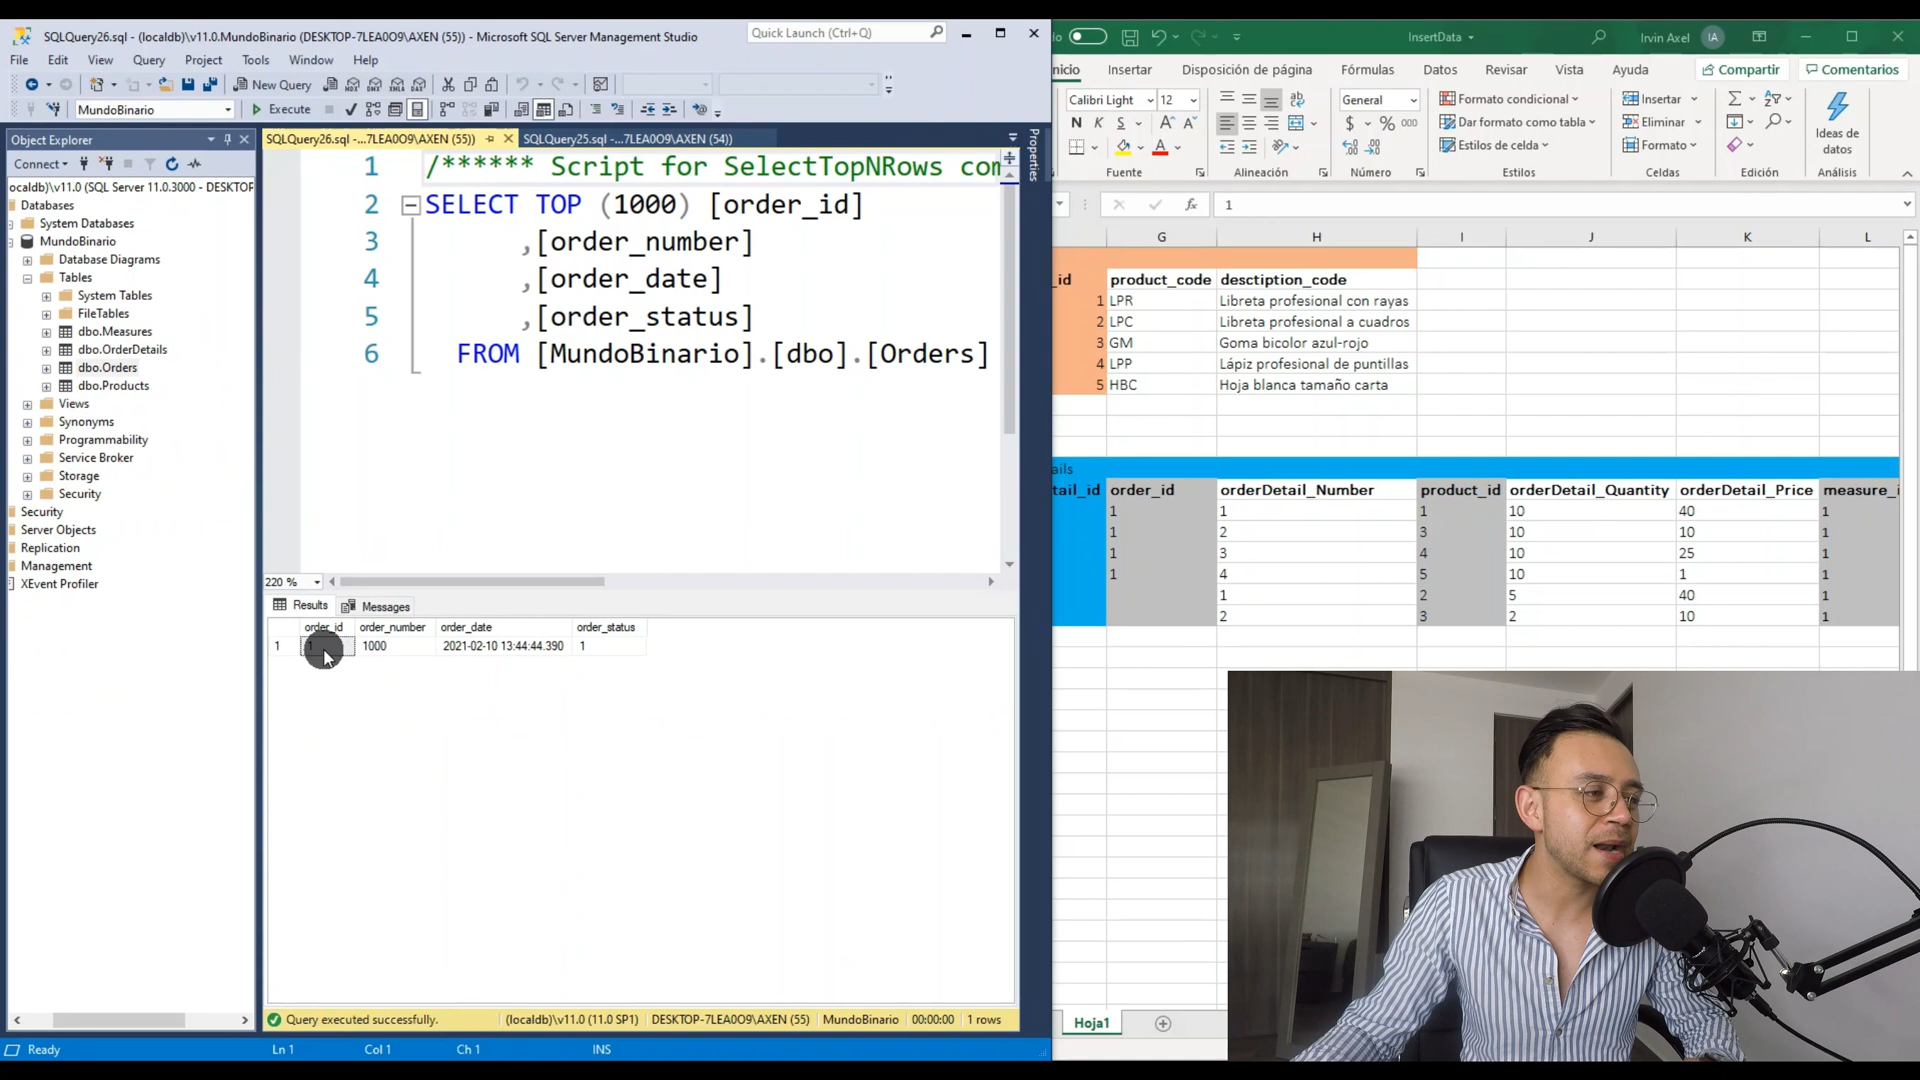 SQLQuery26.sql - (localdb)\v11.0.MundoBinario (DESKTOP-7LEA0O9\AXEN (55)) - Microsoft SQL Server Management Studio
Quick Launch (Ctrl+Q)
File Edit View Query Project Tools Window Help
New Query
MundoBinario
Execute
Object Explorer
Connect
ocaldb)\v11.0 (SQL Server 11.0.3000 - DESKTOP
Databases
System Databases
MundoBinario
Database Diagrams
Tables
System Tables
FileTables
dbo.Measures
dbo.OrderDetails
dbo.Orders
dbo.Products
Views
Synonyms
Programmability
Service Broker
Storage
Security
Security
Server Objects
Replication
Management
XEvent Profiler
SQLQuery26.sql -...7LEA0O9\AXEN (55))
SQLQuery25.sql -...7LEA0O9\AXEN (54))
Properties
1 /****** Script for SelectTopNRows com
2 SELECT TOP (1000) [order_id]
3 ,[order_number]
4 ,[order_date]
5 ,[order_status]
6 FROM [MundoBinario].[dbo].[Orders]
220 %
Results Messages
order_id order_number order_date order_status
1 1 1000 2021-02-10 13:44:44.390 1
Query executed successfully.
(localdb)\v11.0 (11.0 SP1) DESKTOP-7LEA0O9\AXEN (55) MundoBinario 00:00:00 1 rows
Ready Ln 1 Col 1 Ch 1 INS
InsertData
Irvin Axel IA
nicio Insertar Disposición de página Fórmulas Datos Revisar Vista Ayuda Compartir Comentarios
Calibri Light 12
N K S
Fuente
Alineación
General
$ % 000
Número
Formato condicional
Dar formato como tabla
Estilos de celda
Estilos
Insertar
Eliminar
Formato
Celdas
Edición
Ideas de
datos
Análisis
fx 1
G H I J K L
_id product_code desctiption_code
1 LPR Libreta profesional con rayas
2 LPC Libreta profesional a cuadros
3 GM Goma bicolor azul-rojo
4 LPP Lápiz profesional de puntillas
5 HBC Hoja blanca tamaño carta
ails
tail_id order_id orderDetail_Number product_id orderDetail_Quantity orderDetail_Price measure_i
1 1 1 10 40 1
1 2 3 10 10 1
1 3 4 10 25 1
1 4 5 10 1 1
1 2 5 40 1
2 3 2 10 1
Hoja1